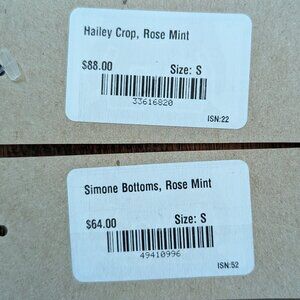 Hailey Crop, Rose Mint
$88.00 Size: S
33616820
ISN:22
Simone Bottoms, Rose Mint
$64.00 Size: S
49410996
ISN:52